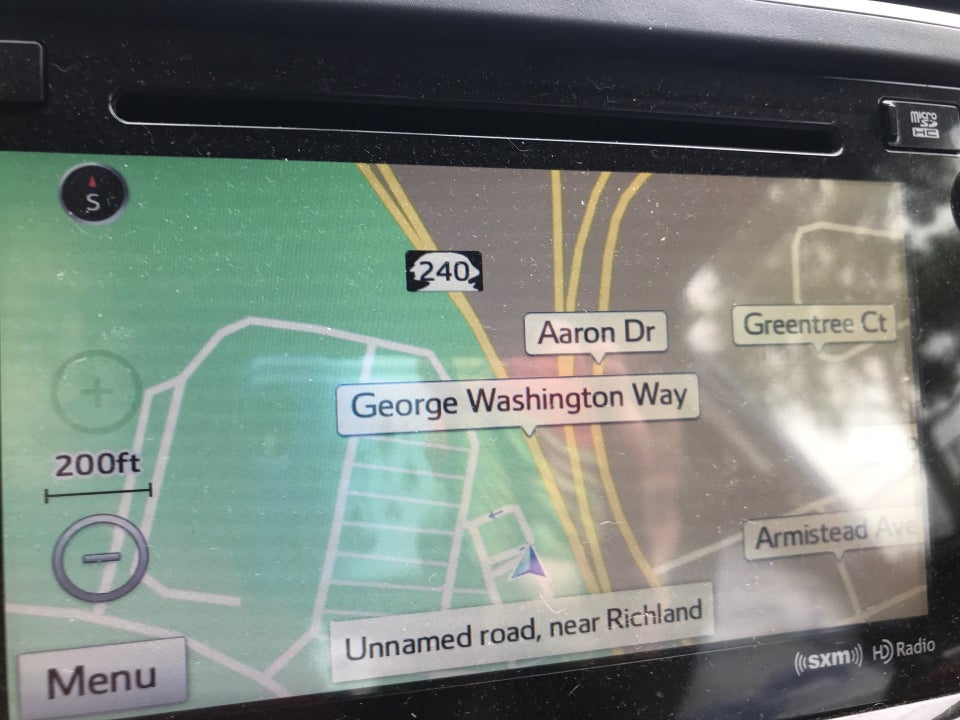 micro
SD
HC
S
240
Aaron Dr
Greentree Ct
George Washington Way
200ft
Armistead Ave
Unnamed road, near Richland
Menu
((sxm)) HD Radio